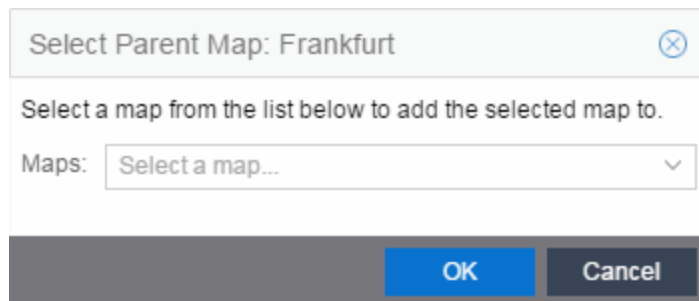 Select Parent Map: Frankfurt
Select a map from the list below to add the selected map to.
Maps: Select a map...
OK Cancel